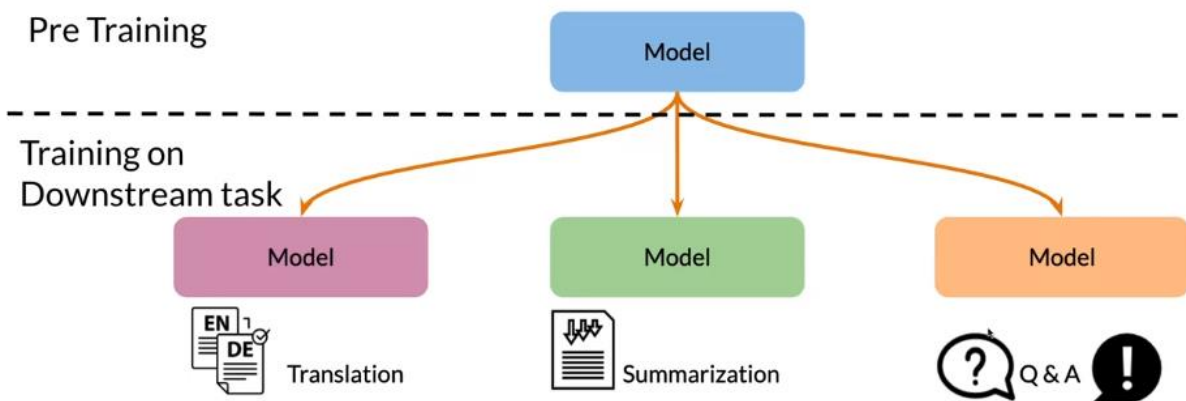 Pre Training
Model
Training on
Downstream task
Model
Model
Model
EN
DE
Translation
Summarization
?
Q & A
!